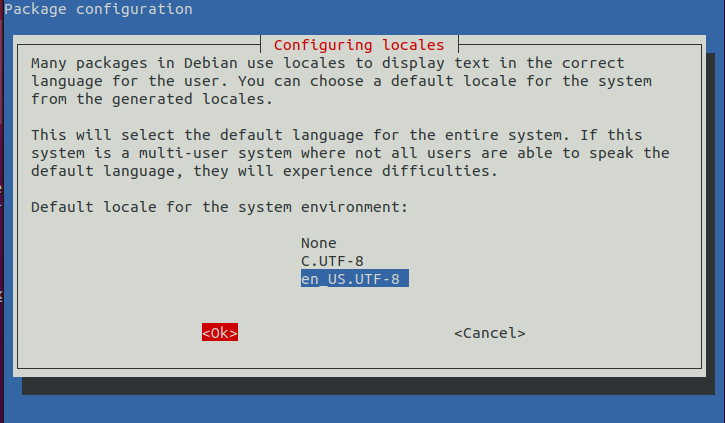 Package configuration
Configuring locales
Many packages in Debian use locales to display text in the correct
language for the user. You can choose a default locale for the system
from the generated locales.
This will select the default language for the entire system. If this
system is a multi-user system where not all users are able to speak the
default language, they will experience difficulties.
Default locale for the system environment:
None
C.UTF-8
en_US.UTF-8
<Ok> <Cancel>